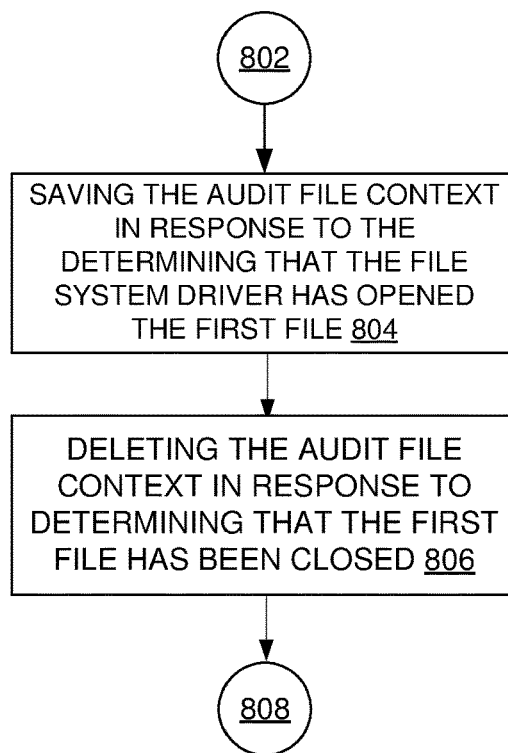 802
SAVING THE AUDIT FILE CONTEXT
IN RESPONSE TO THE
DETERMINING THAT THE FILE
SYSTEM DRIVER HAS OPENED
THE FIRST FILE 804
DELETING THE AUDIT FILE
CONTEXT IN RESPONSE TO
DETERMINING THAT THE FIRST
FILE HAS BEEN CLOSED 806
808